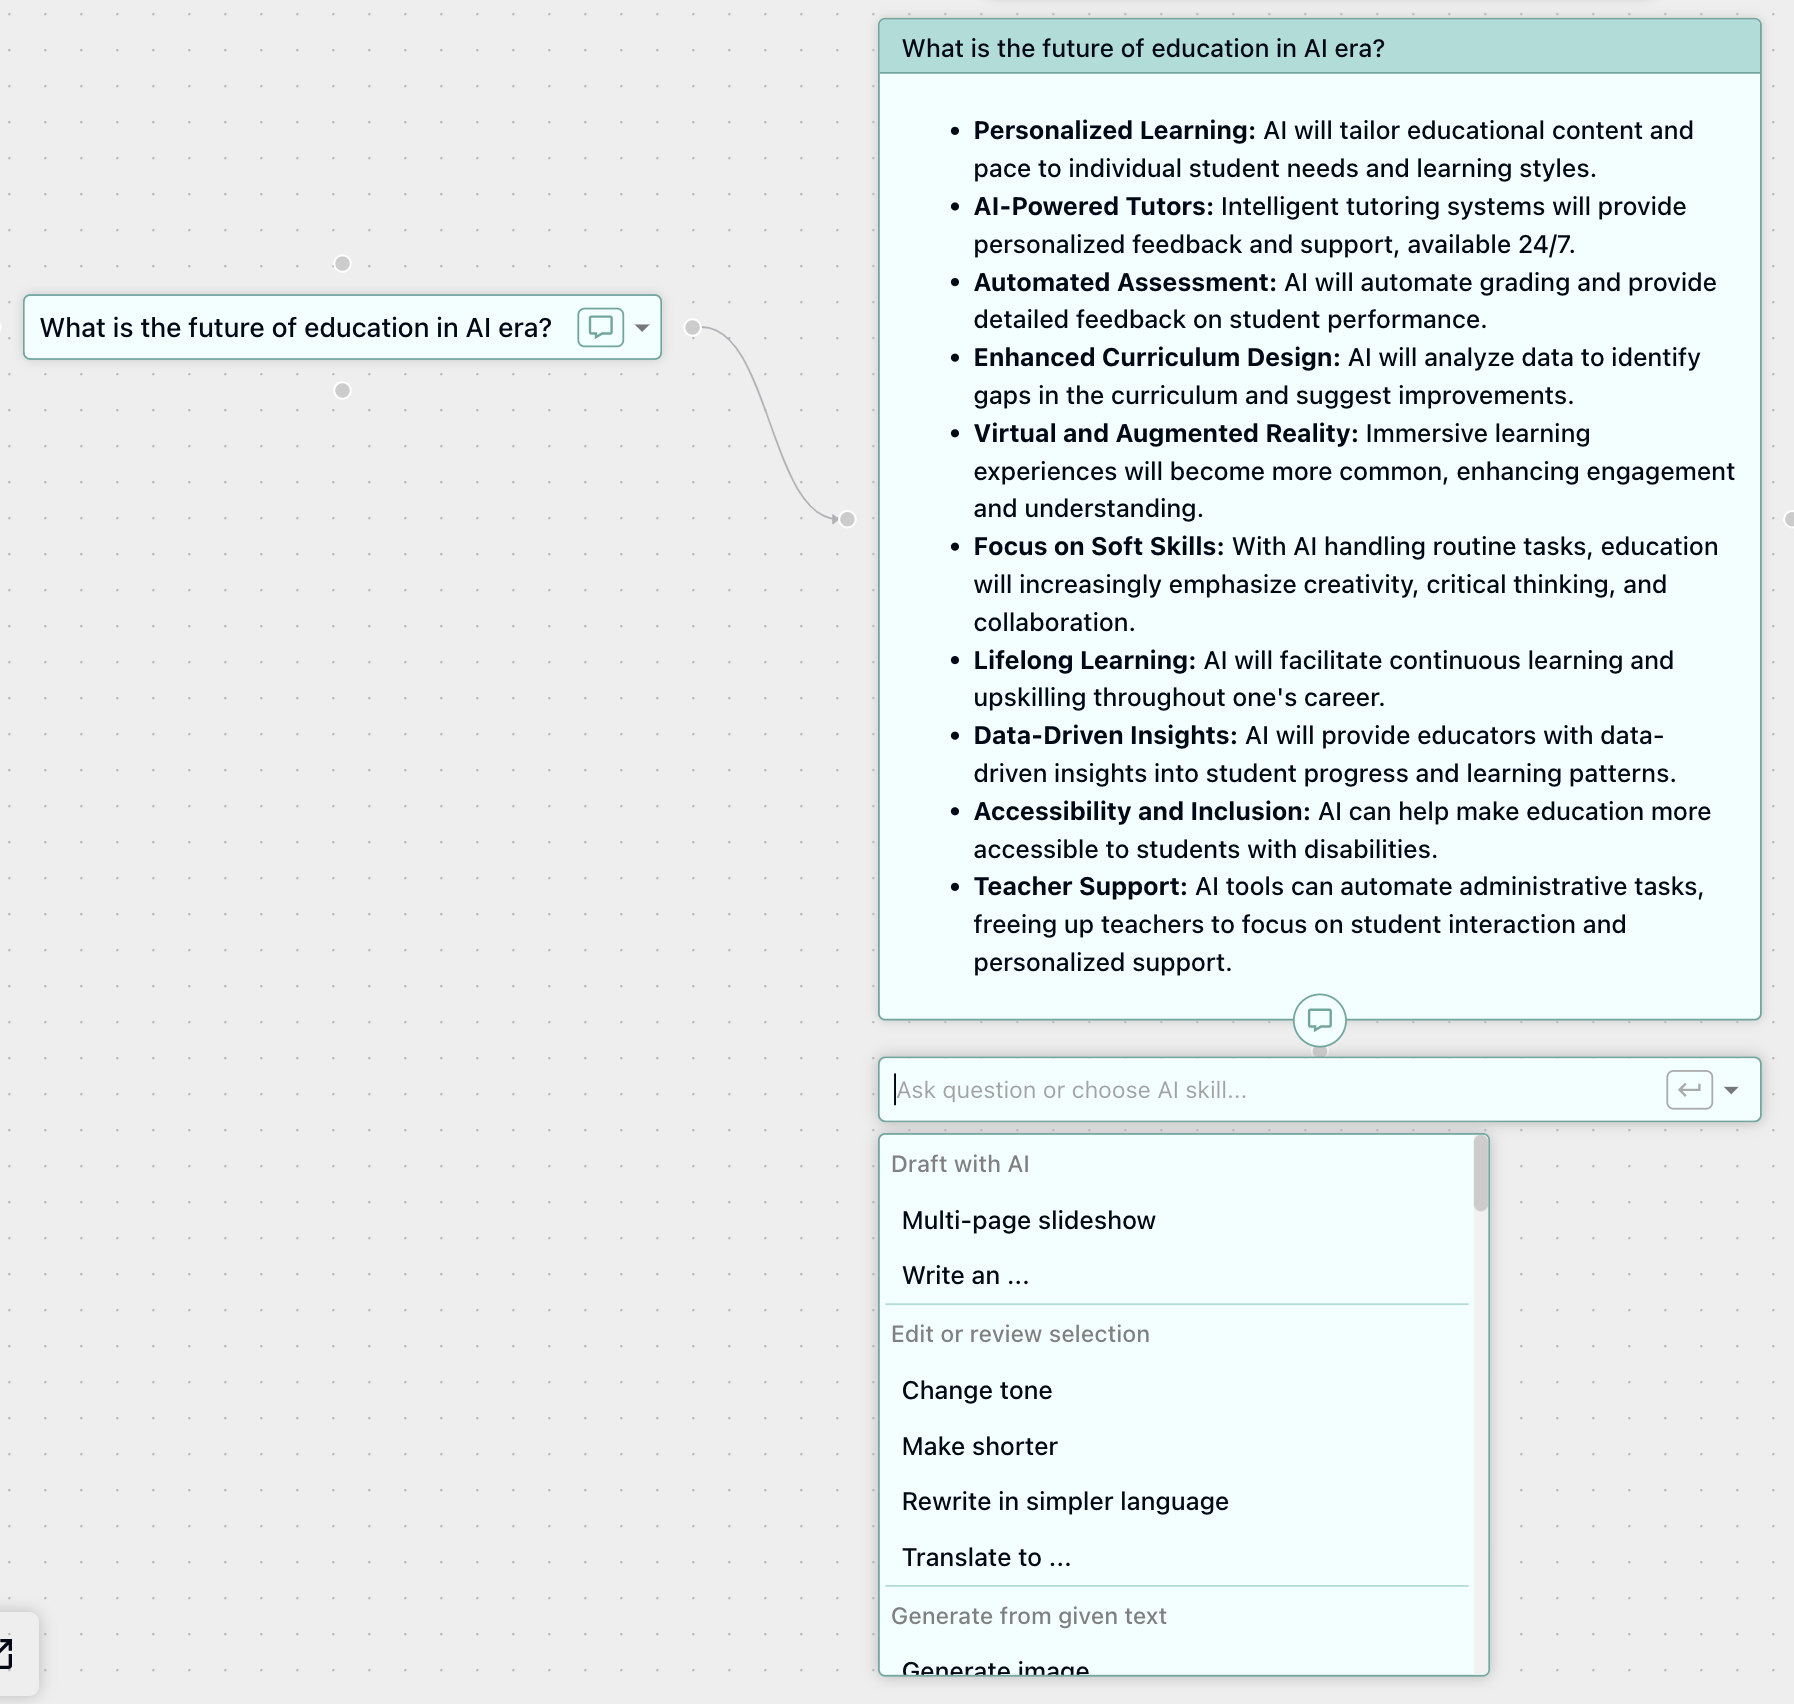 What is the future of education in AI era?
What is the future of education in AI era?
• Personalized Learning: AI will tailor educational content and
pace to individual student needs and learning styles.
• AI-Powered Tutors: Intelligent tutoring systems will provide
personalized feedback and support, available 24/7.
• Automated Assessment: AI will automate grading and provide
detailed feedback on student performance.
• Enhanced Curriculum Design: AI will analyze data to identify
gaps in the curriculum and suggest improvements.
• Virtual and Augmented Reality: Immersive learning
experiences will become more common, enhancing engagement
and understanding.
• Focus on Soft Skills: With AI handling routine tasks, education
will increasingly emphasize creativity, critical thinking, and
collaboration.
• Lifelong Learning: AI will facilitate continuous learning and
upskilling throughout one's career.
• Data-Driven Insights: AI will provide educators with data-
driven insights into student progress and learning patterns.
• Accessibility and Inclusion: AI can help make education more
accessible to students with disabilities.
• Teacher Support: AI tools can automate administrative tasks,
freeing up teachers to focus on student interaction and
personalized support.
Ask question or choose AI skill...
Draft with AI
Multi-page slideshow
Write an ...
Edit or review selection
Change tone
Make shorter
Rewrite in simpler language
Translate to ...
Generate from given text
Generate image